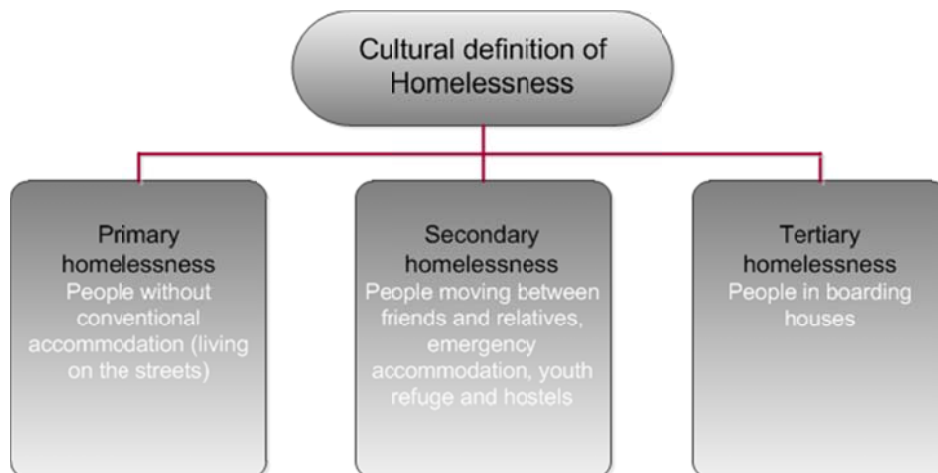 Cultural definition of
Homelessness
Primary
homelessness
People without
conventional
accommodation (living
on the streets)
Secondary
homelessness
People moving between
friends and relatives,
emergency
accommodation, youth
refuge and hostels
Tertiary
homelessness
People in boarding
houses